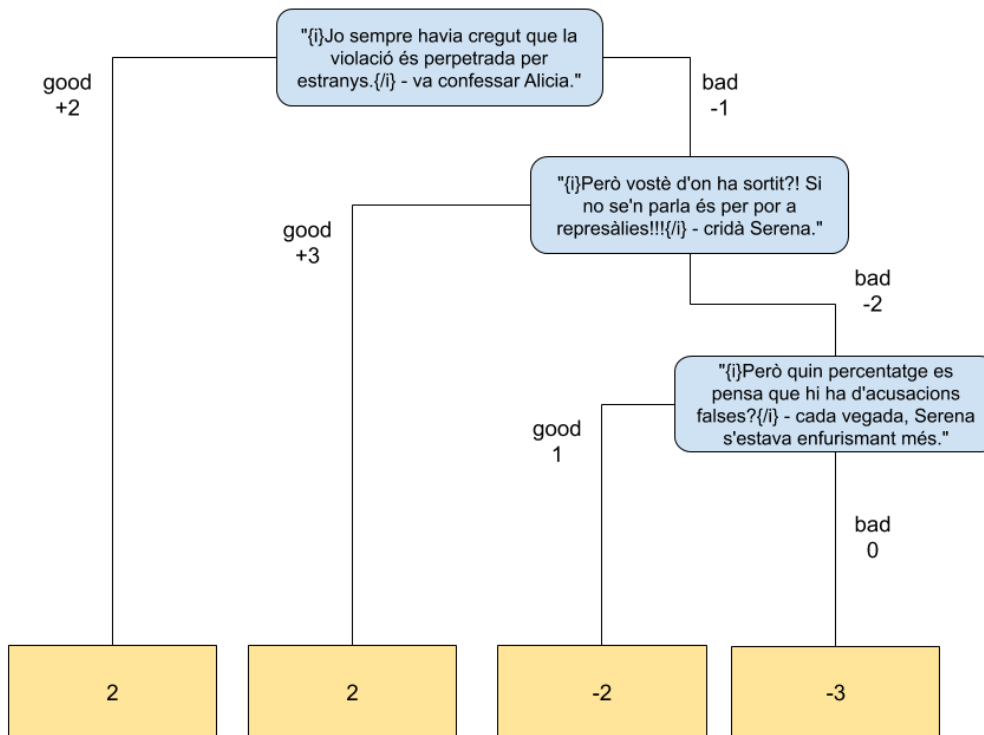 "{i}Jo sempre havia cregut que la
violació és perpetrada per
estranys.{/i} - va confessar Alicia."
good
+2
bad
-1
"{i}Però vostè d'on ha sortit?! Si
no se'n parla és per por a
represàlies!!!{/i} - cridà Serena."
good
+3
bad
-2
"{i}Però quin percentatge es
pensa que hi ha d'acusacions
falses?{/i} - cada vegada, Serena
s'estava enfurismant més."
good
1
bad
0
2
2
-2
-3